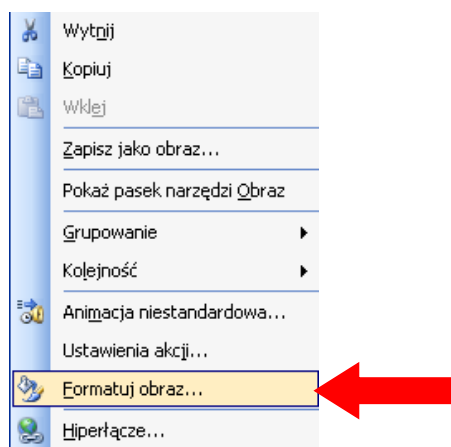 Wytnij
Kopiuj
Wklej
Zapisz jako obraz...
Pokaż pasek narzędzi Obraz
Grupowanie
Kolejność
Animacja niestandardowa...
Ustawienia akcji...
Formatuj obraz...
Hiperłącze...